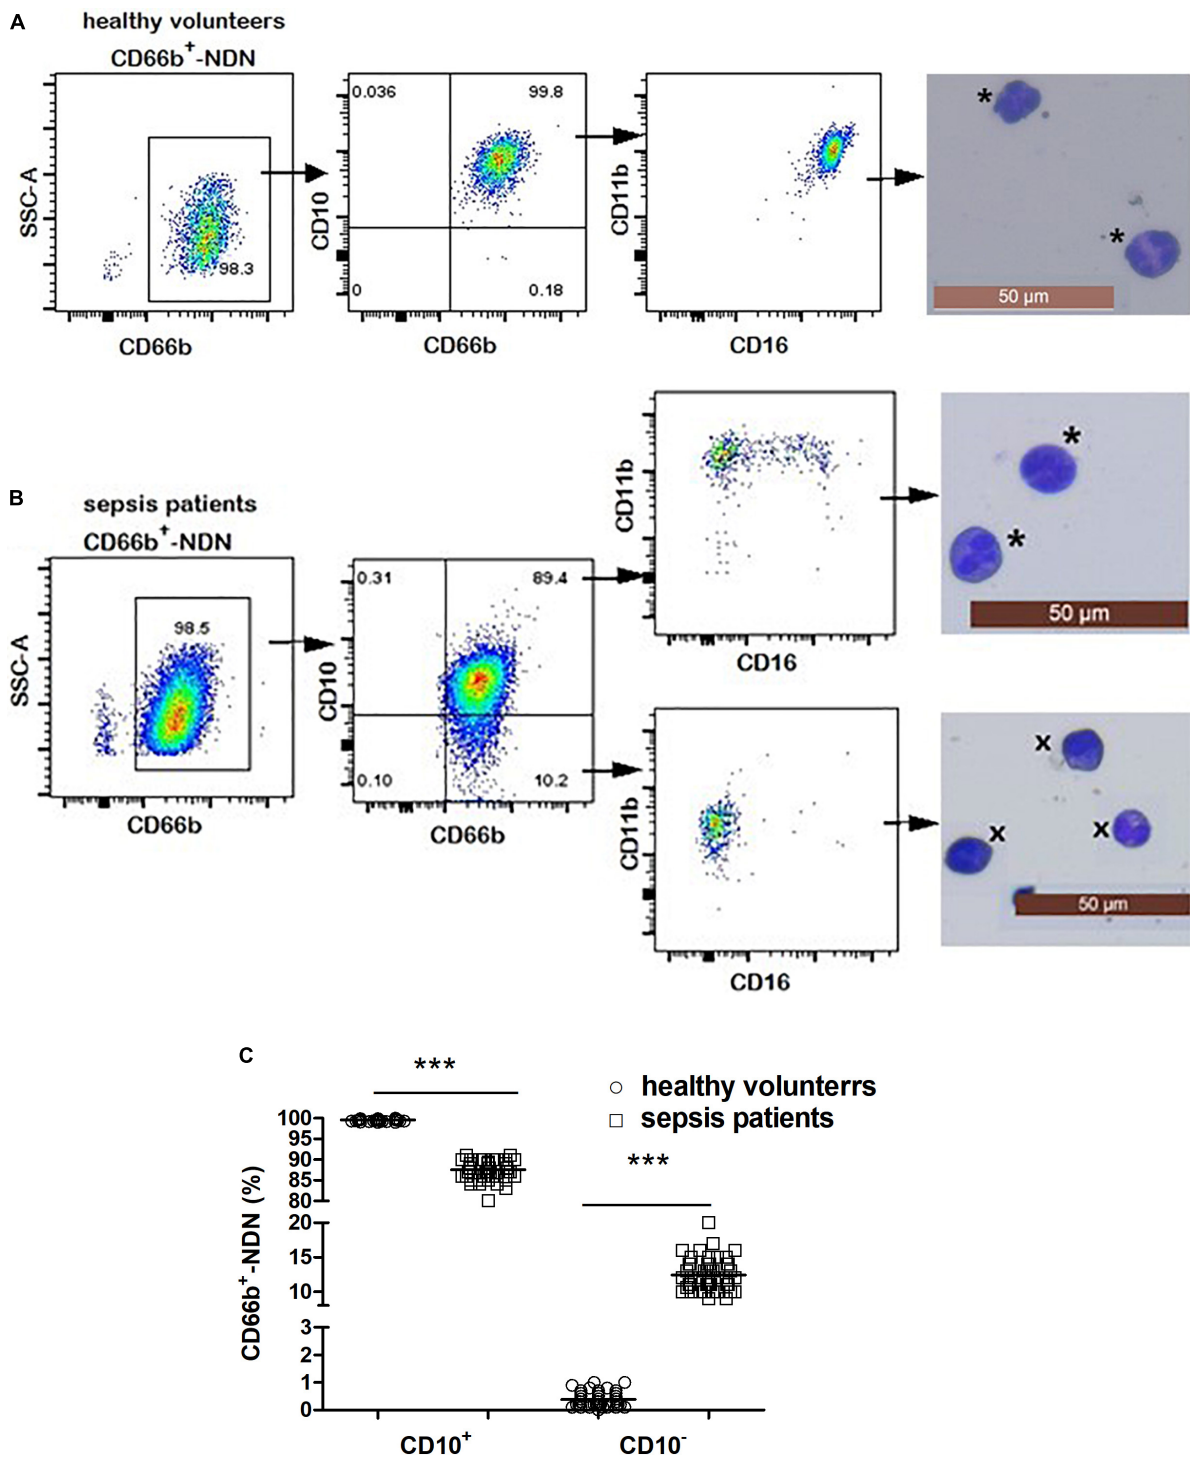 A
healthy volunteers
CD66b+-NDN
SSC-A
98.3
CD66b
0.036
99.8
CD10
0
0.18
CD66b
CD11b
CD16
*
*
50 µm
B
sepsis patients
CD66b+-NDN
SSC-A
98.5
CD66b
0.31
89.4
CD10
0.10
10.2
CD66b
CD11b
CD16
*
*
50 µm
CD11b
CD16
x
x
x
50 µm
C
***
○ healthy volunterrs
□ sepsis patients
***
CD66b+-NDN (%)
100
95
90
85
80
20
15
10
3
2
1
0
CD10+
CD10-